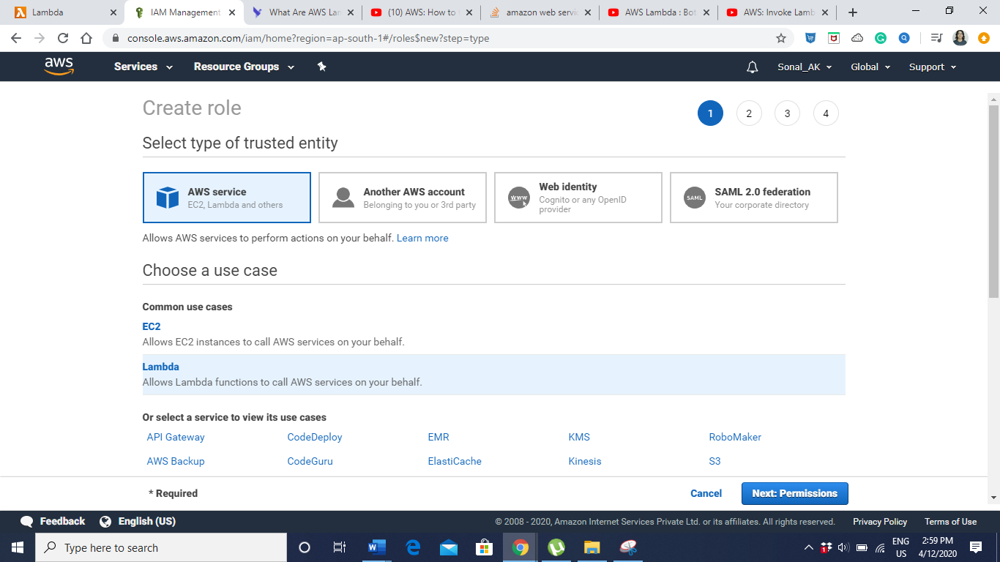 Lambda
IAM Management
What Are AWS Lar
(10) AWS: How to
amazon web servic
AWS Lambda : Bot
AWS: Invoke Lamb
console.aws.amazon.com/iam/home?region=ap-south-1#/roles$new?step=type
aws Services Resource Groups Sonal_AK Global Support
Create role
1 2 3 4
Select type of trusted entity
AWS service
EC2, Lambda and others
Another AWS account
Belonging to you or 3rd party
www
Web identity
Cognito or any OpenID
provider
SAML
SAML 2.0 federation
Your corporate directory
Allows AWS services to perform actions on your behalf. Learn more
Choose a use case
Common use cases
EC2
Allows EC2 instances to call AWS services on your behalf.
Lambda
Allows Lambda functions to call AWS services on your behalf.
Or select a service to view its use cases
API Gateway CodeDeploy EMR KMS RoboMaker
AWS Backup CodeGuru ElastiCache Kinesis S3
* Required Cancel Next: Permissions
Feedback English (US) © 2008 - 2020, Amazon Internet Services Private Ltd. or its affiliates. All rights reserved. Privacy Policy Terms of Use
Type here to search
ENG
US
2:59 PM
4/12/2020